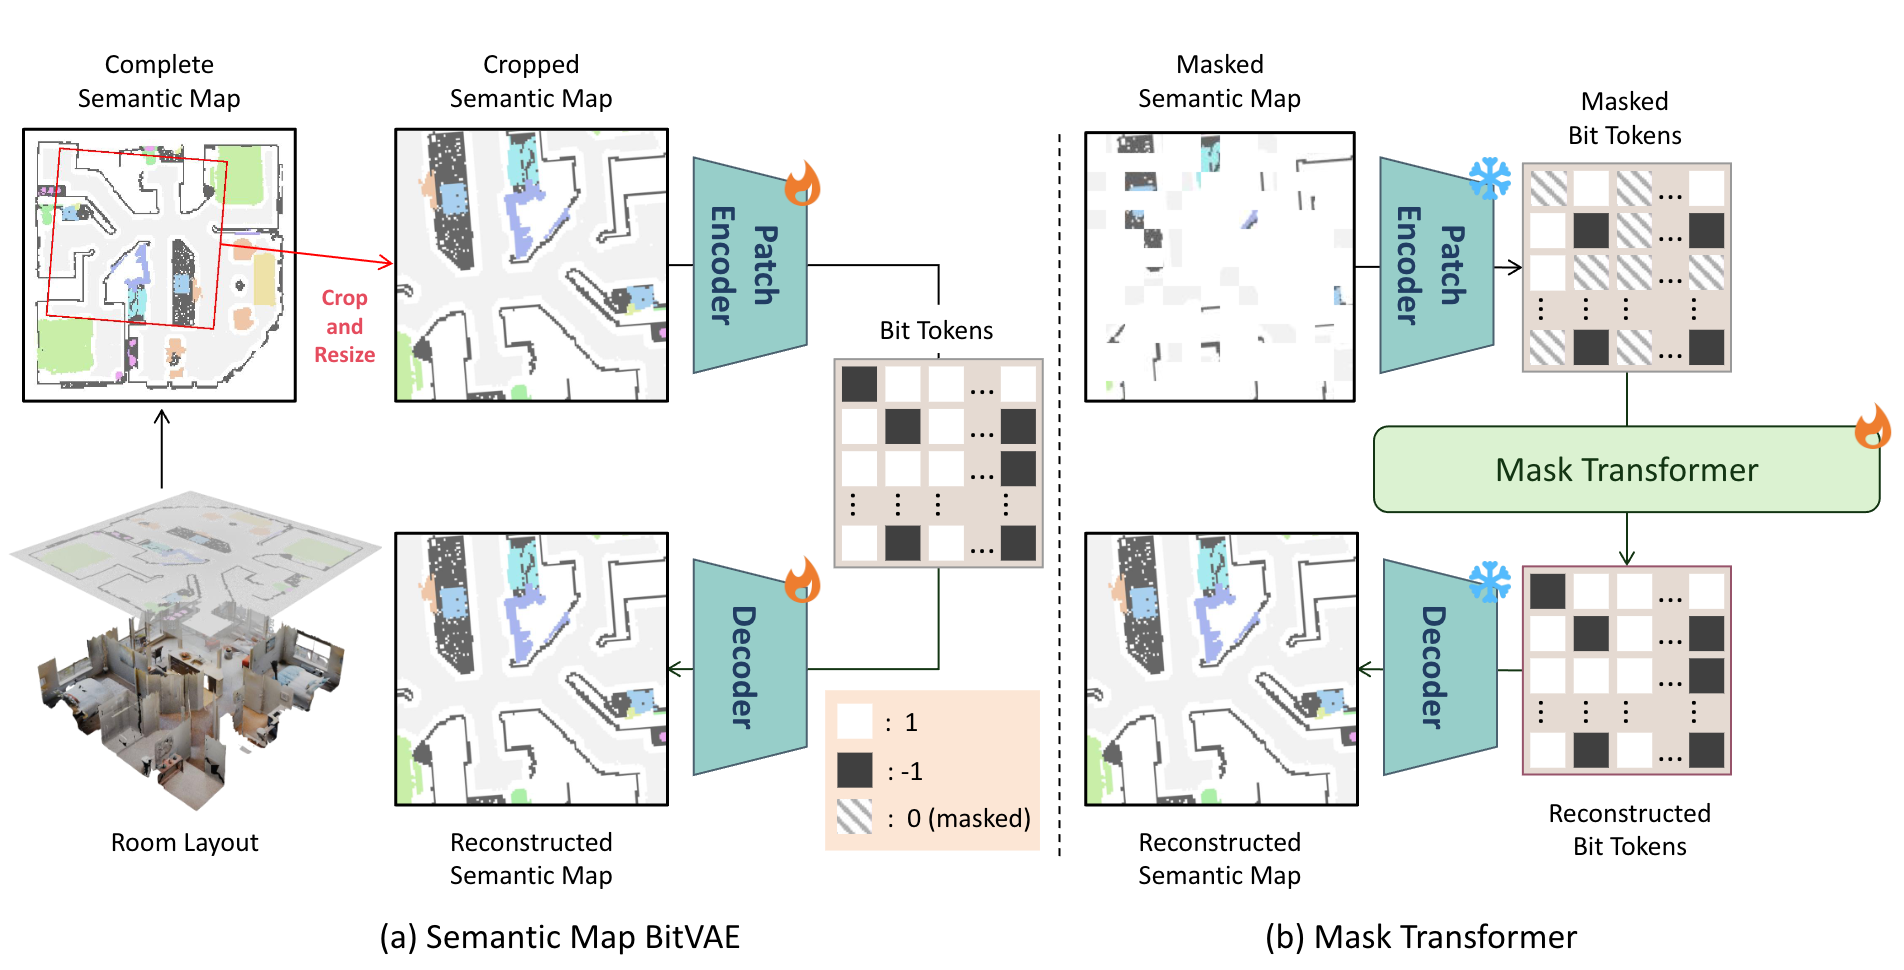 Complete
Semantic Map
Cropped
Semantic Map
Crop
and
Resize
Patch
Encoder
Bit Tokens
...
...
...
...
Decoder
: 1
: -1
: 0 (masked)
Room Layout
Reconstructed
Semantic Map
(a) Semantic Map BitVAE
Masked
Semantic Map
Patch
Encoder
Masked
Bit Tokens
...
...
...
...
Mask Transformer
Decoder
...
...
...
...
Reconstructed
Semantic Map
Reconstructed
Bit Tokens
(b) Mask Transformer